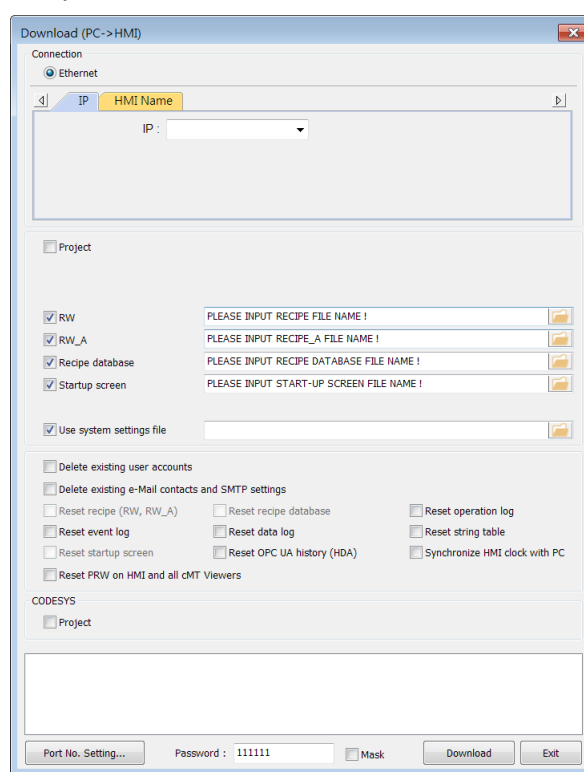 Download (PC->HMI)
Connection
Ethernet
IP HMI Name
IP :
Project
RW PLEASE INPUT RECIPE FILE NAME !
RW_A PLEASE INPUT RECIPE_A FILE NAME !
Recipe database PLEASE INPUT RECIPE DATABASE FILE NAME !
Startup screen PLEASE INPUT START-UP SCREEN FILE NAME !
Use system settings file
Delete existing user accounts
Delete existing e-Mail contacts and SMTP settings
Reset recipe (RW, RW_A) Reset recipe database Reset operation log
Reset event log Reset data log Reset string table
Reset startup screen Reset OPC UA history (HDA) Synchronize HMI clock with PC
Reset PRW on HMI and all cMT Viewers
CODESYS
Project
Port No. Setting... Password : 111111 Mask Download Exit